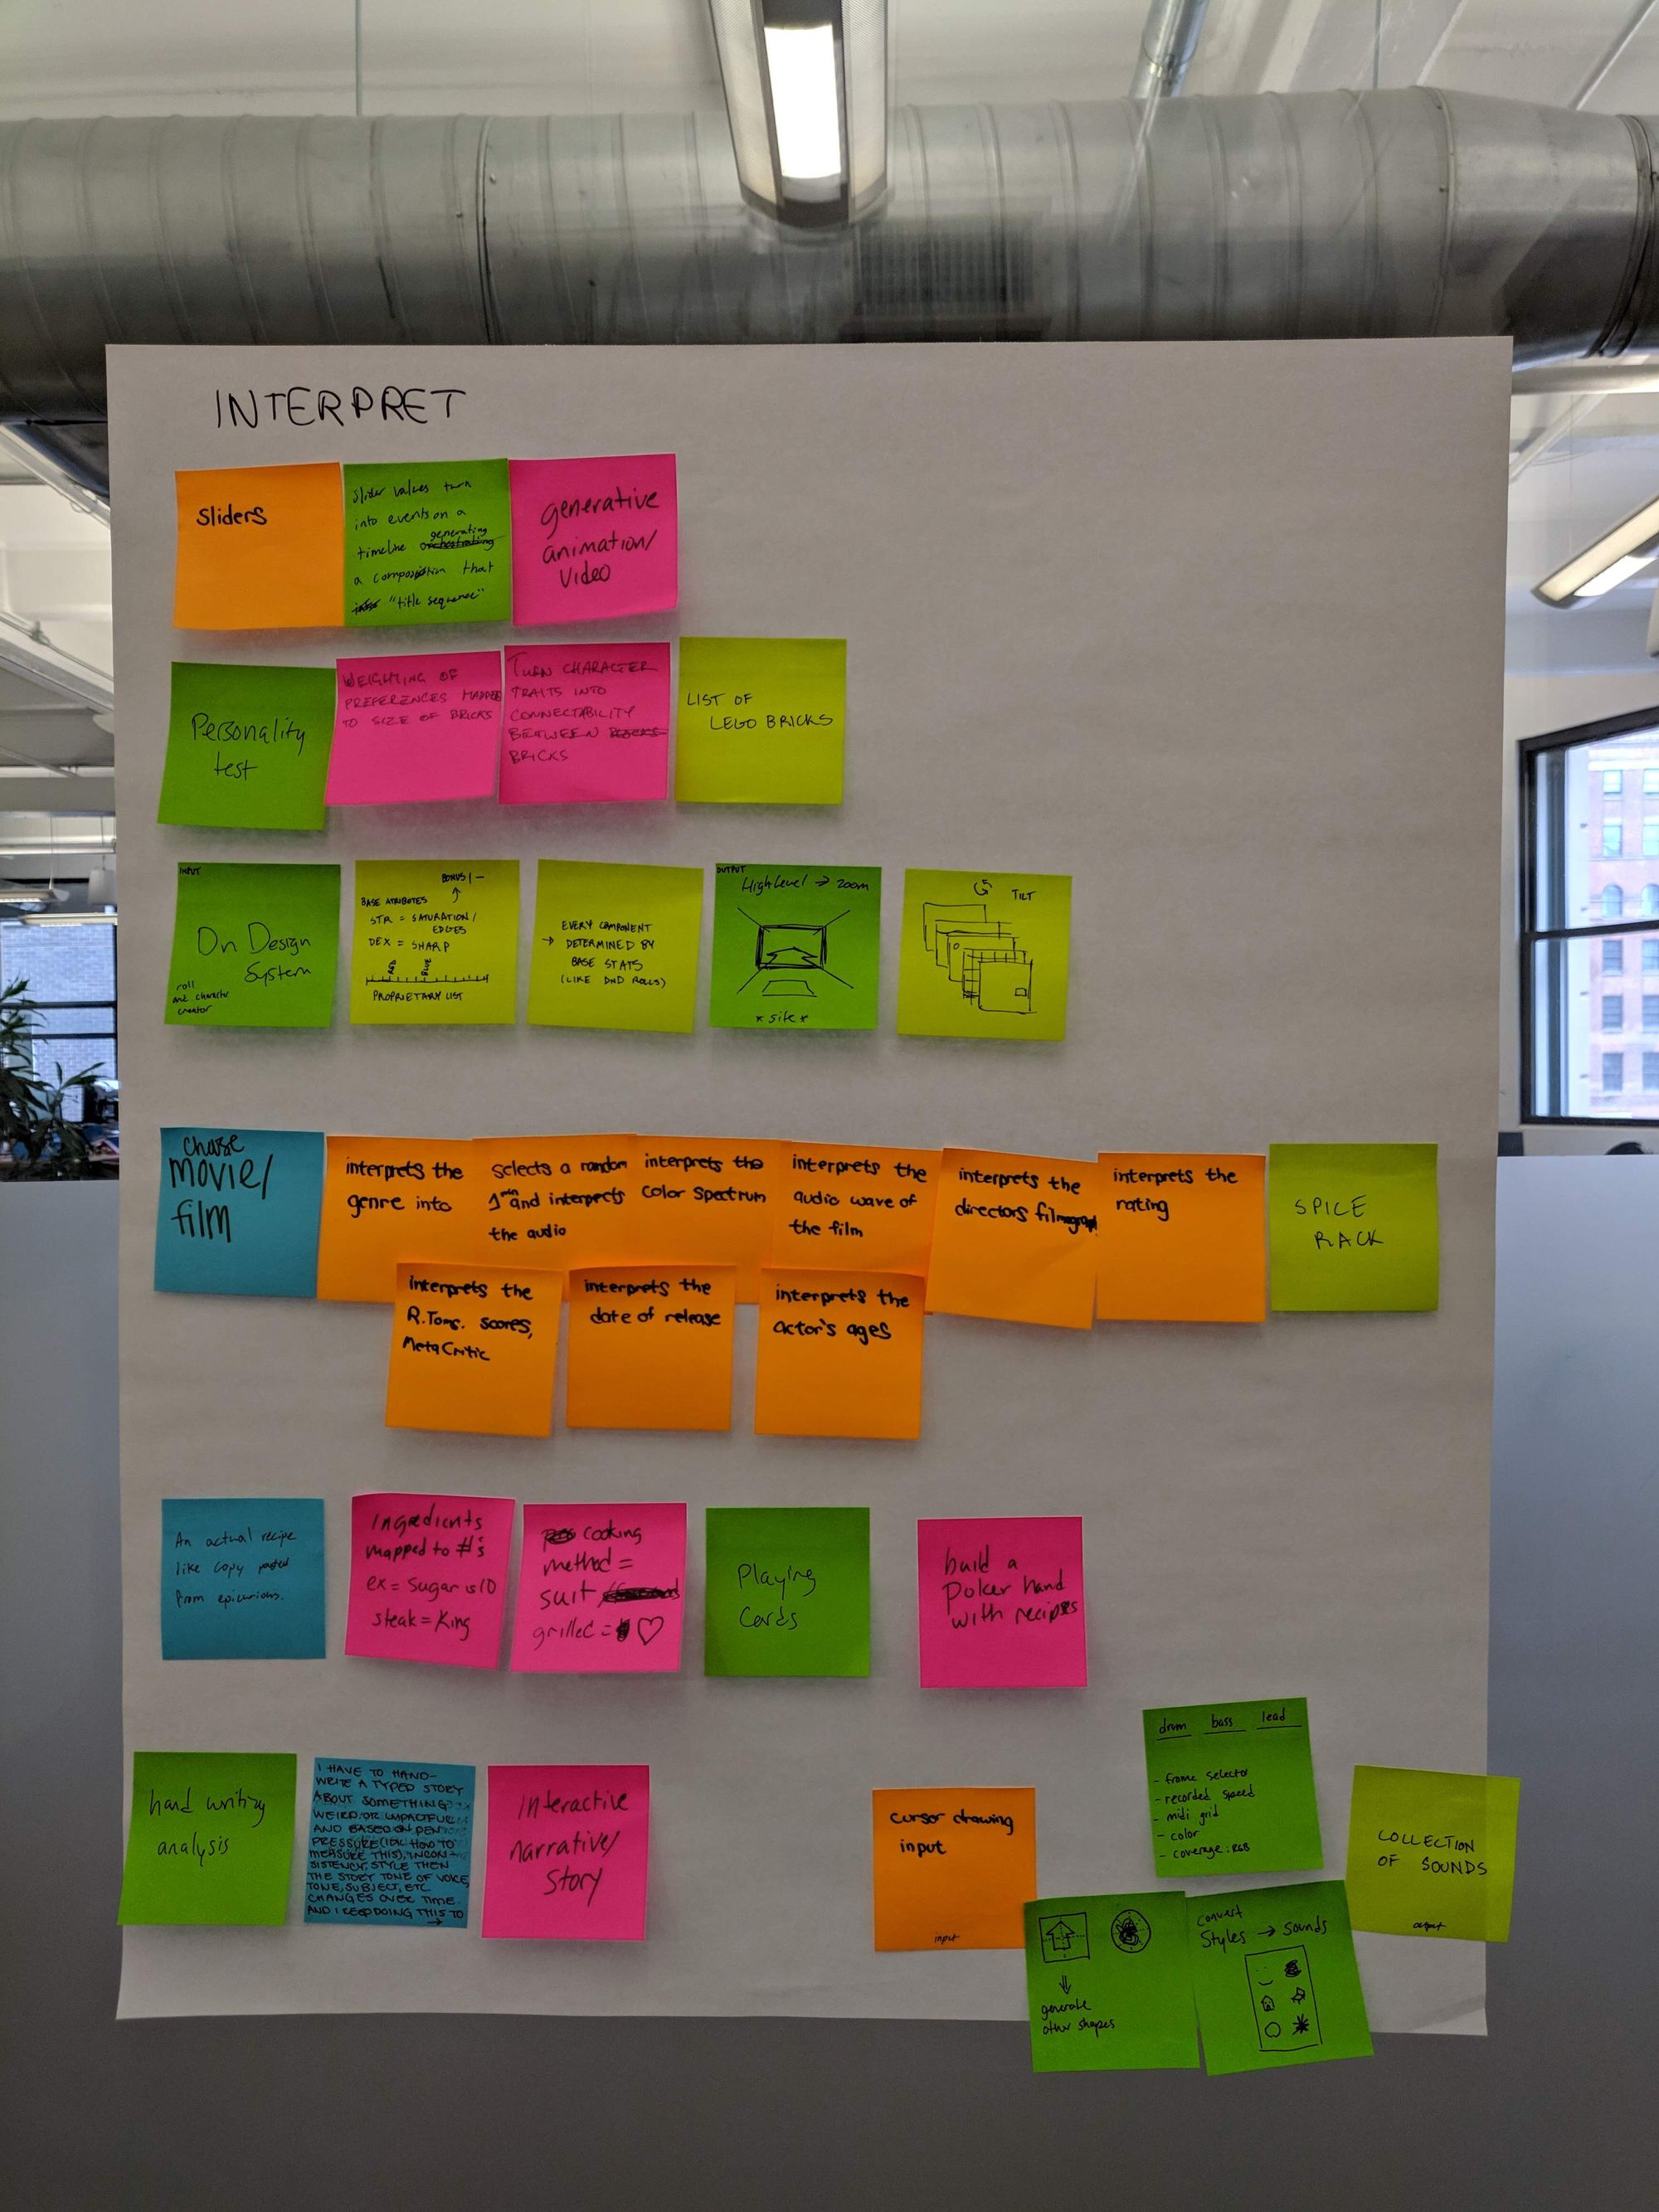 INTERPRET
sliders
slider values turn
into events on a
generating
timeline orchestrating
a composition that
"title sequence"
generative
animation/
video
Personality
test
WEIGHTING OF
PREFERENCES MAPPED
TO SIZE OF BRICKS
TURN CHARACTER
TRAITS INTO
CONNECTABILITY
BETWEEN BLOCKS
BRICKS
LIST OF
LEGO BRICKS
INPUT
On Design
System
roll
and character
creator
BONUS / -
BASE ATRIBUTES
STR = SATURATION/
EDGES
DEX = SHARP
RED BLUE
PROPRIETARY LIST
EVERY COMPONENT
→ DETERMINED BY
BASE STATS
(LIKE DND ROLLS)
OUTPUT
High Level → zoom
* site *
TILT
chase
movie/
film
interprets the
genre into
selects a random
1 min and interprets
the audio
interprets the
color spectrum
interprets the
audio wave of
the film
interprets the
directors filmography
interprets the
rating
SPICE
RACK
interprets the
R.Toms. scores,
MetaCritic
interprets the
date of release
interprets the
actor's ages
An actual recipe
like copy pasted
from epicurious.
Ingredients
mapped to #'s
ex = sugar is 10
steak = King
cooking
method =
suit
grilled = ♡
Playing
Cards
build a
poker hand
with recipes
hand writing
analysis
I HAVE TO HAND-
WRITE A TYPED STORY
ABOUT SOMETHING
WEIRD OR IMPACTFUL
AND BASED ON PEN
PRESSURE (IDK HOW TO
MEASURE THIS), INCON-
SISTENCY, STYLE THEN
THE STORY TONE OF VOICE,
TONE, SUBJECT, ETC
CHANGES OVER TIME
AND I KEEP DOING THIS TO
→
Interactive
narrative/
story
cursor drawing
input
input
drum bass lead
- frame selector
- recorded speed
- midi grid
- color
- coverage: RGB
COLLECTION
OF SOUNDS
output
generate
other shapes
convert
Styles → sounds